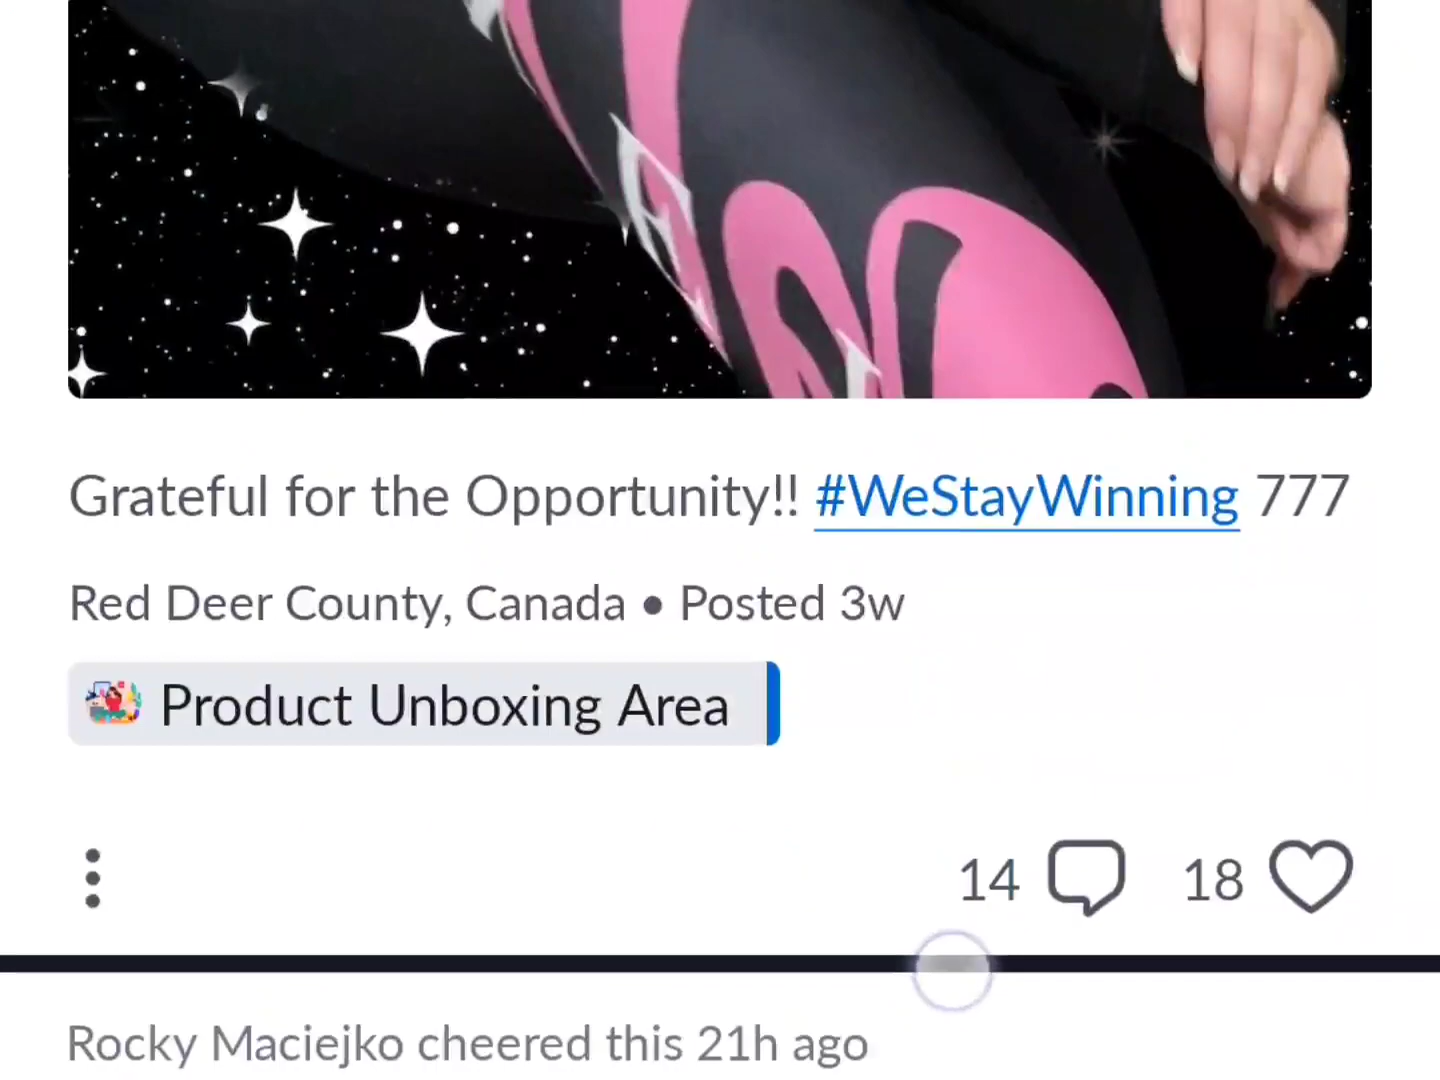 Grateful for the Opportunity!! #WeStayWinning 777
Red Deer County, Canada • Posted 3w
Product Unboxing Area
14 18
Rocky Maciejko cheered this 21h ago